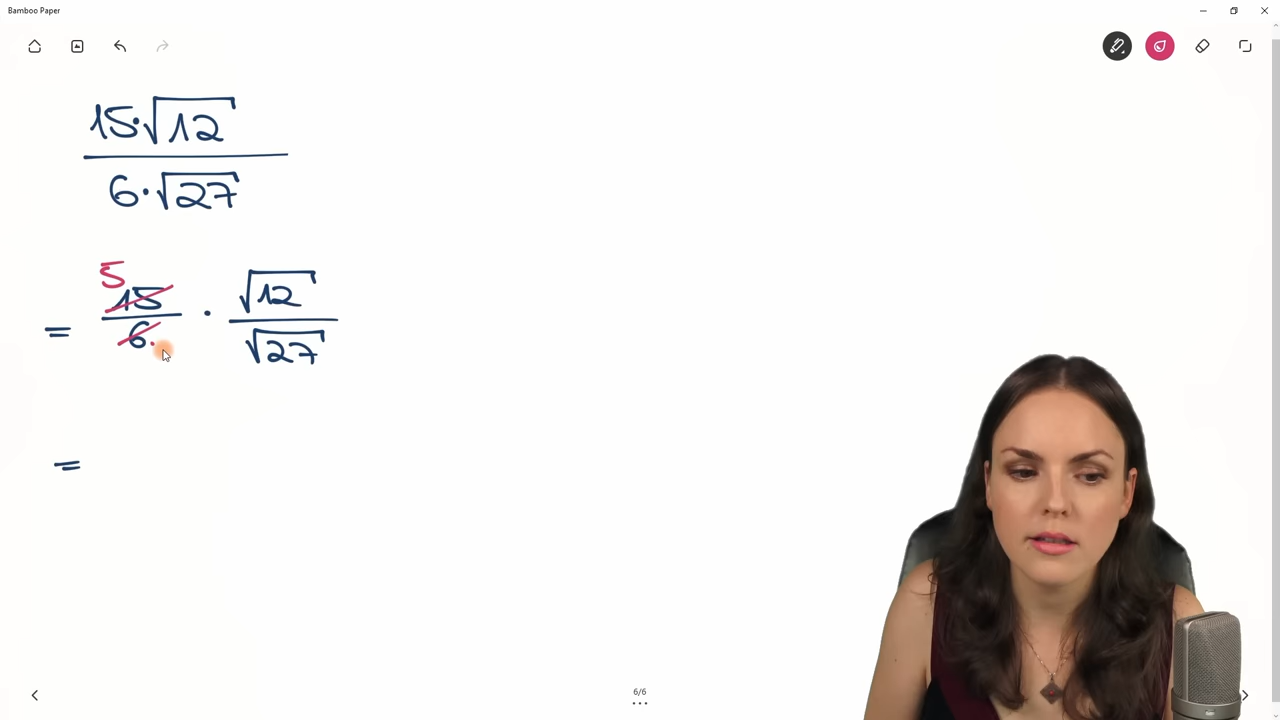 Bamboo Paper
15·√12
6·√27
5
= 15/6 · √12/√27
=
6/6